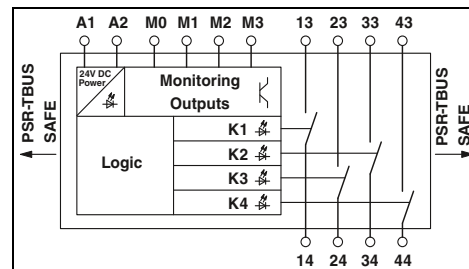 A1 A2 M0 M1 M2 M3 13 23 33 43
24V DC
Power
Monitoring
Outputs
PSR-TBUS
SAFE
Logic
K1
K2
K3
K4
PSR-TBUS
SAFE
14 24 34 44